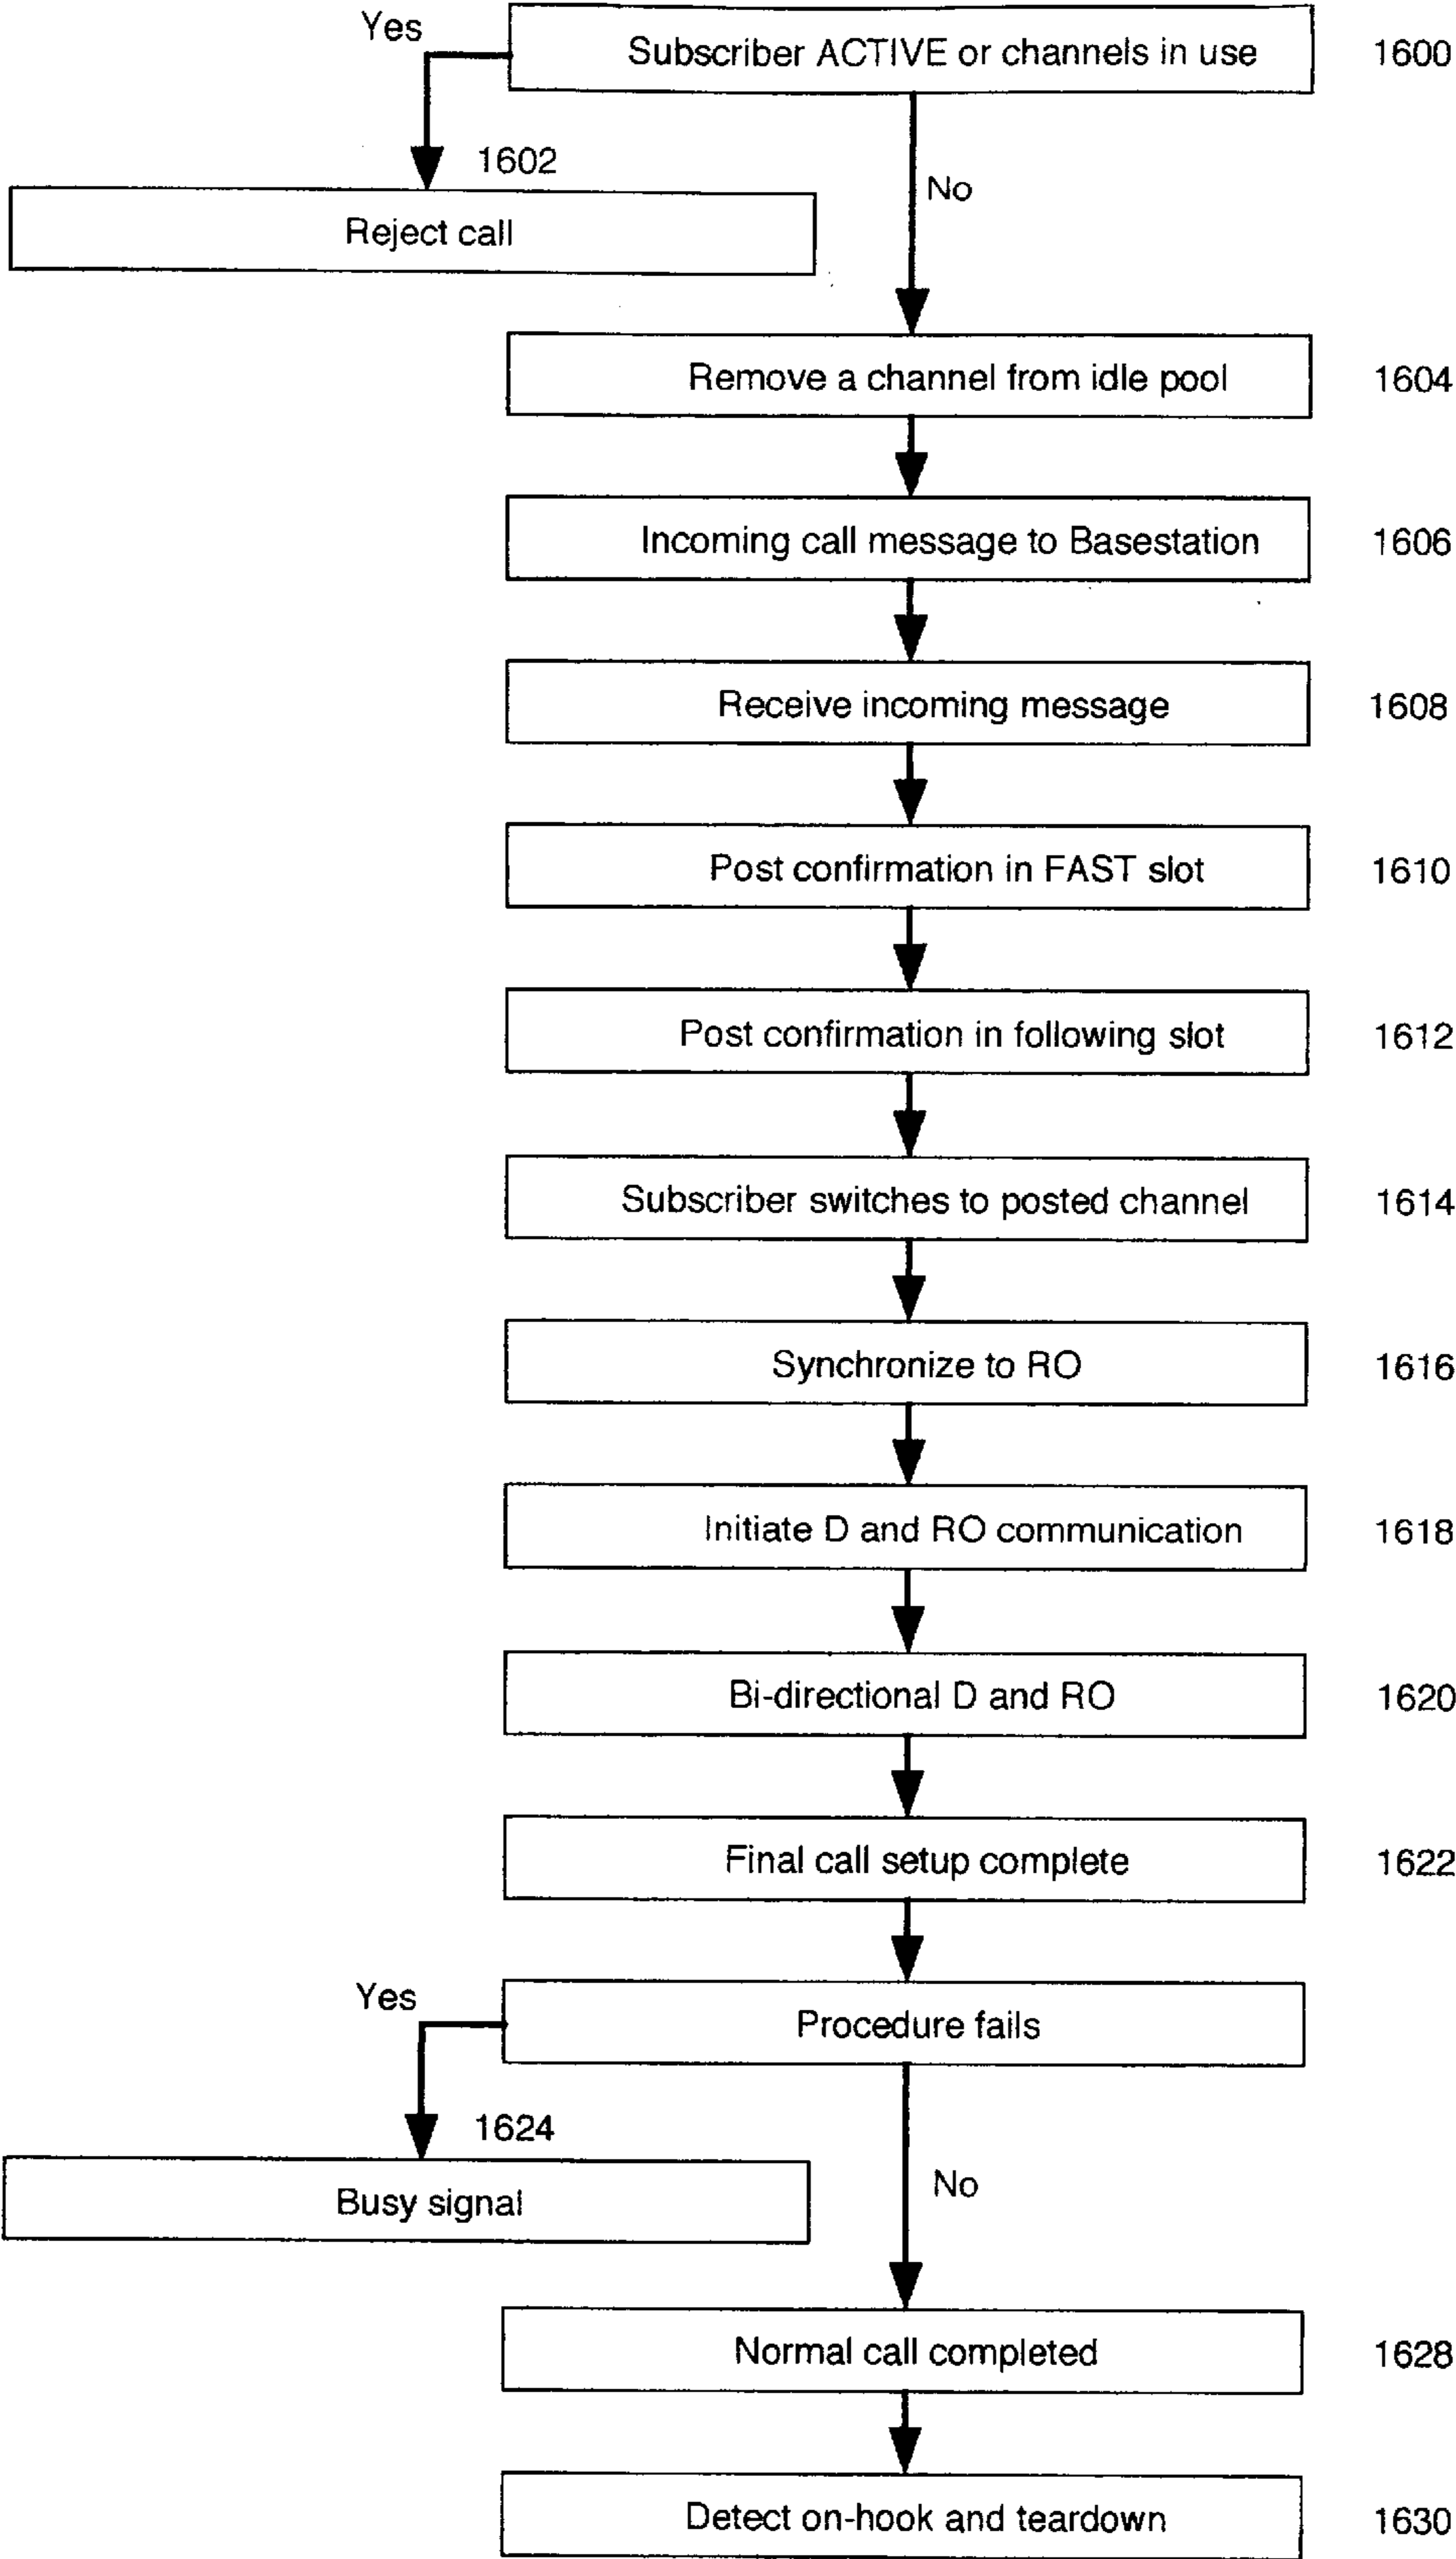 Yes
Subscriber ACTIVE or channels in use 1600
1602
Reject call
No
Remove a channel from idle pool 1604
Incoming call message to Basestation 1606
Receive incoming message 1608
Post confirmation in FAST slot 1610
Post confirmation in following slot 1612
Subscriber switches to posted channel 1614
Synchronize to RO 1616
Initiate D and RO communication 1618
Bi-directional D and RO 1620
Final call setup complete 1622
Yes
Procedure fails
1624
Busy signal
No
Normal call completed 1628
Detect on-hook and teardown 1630